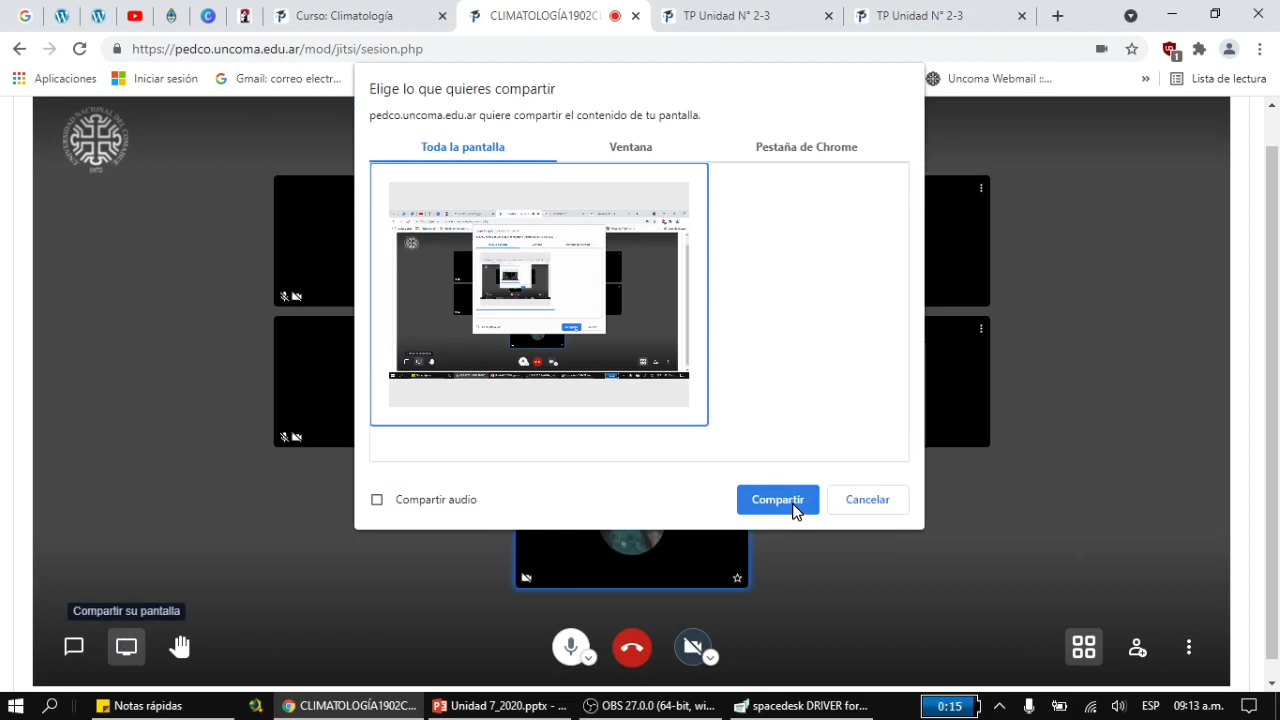 Curso: Climatología
CLIMATOLOGÍA1902CL
TP Unidad N° 2-3
TP Unidad N° 2-3
https://pedco.uncoma.edu.ar/mod/jitsi/sesion.php
1
Aplicaciones
Iniciar sesión
Gmail: correo electr...
Uncoma Webmail ::...
»
Lista de lectura
Elige lo que quieres compartir
pedco.uncoma.edu.ar quiere compartir el contenido de tu pantalla.
Toda la pantalla
Ventana
Pestaña de Chrome
Compartir audio
Compartir
Cancelar
Compartir su pantalla
Notas rápidas
CLIMATOLOGÍA1902C...
Unidad 7_2020.pptx - ...
OBS 27.0.0 (64-bit, wi...
spacedesk DRIVER for...
0:15
ESP
09:13 a.m.